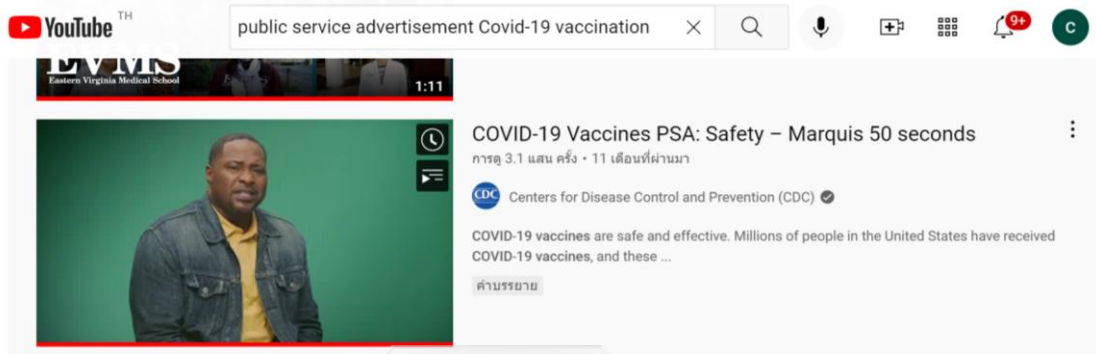 YouTube TH
public service advertisement Covid-19 vaccination
9+
C
EVMS
Eastern Virginia Medical School
1:11
COVID-19 Vaccines PSA: Safety – Marquis 50 seconds
การดู 3.1 แสน ครั้ง • 11 เดือนที่ผ่านมา
CDC Centers for Disease Control and Prevention (CDC)
COVID-19 vaccines are safe and effective. Millions of people in the United States have received
COVID-19 vaccines, and these ...
คำบรรยาย